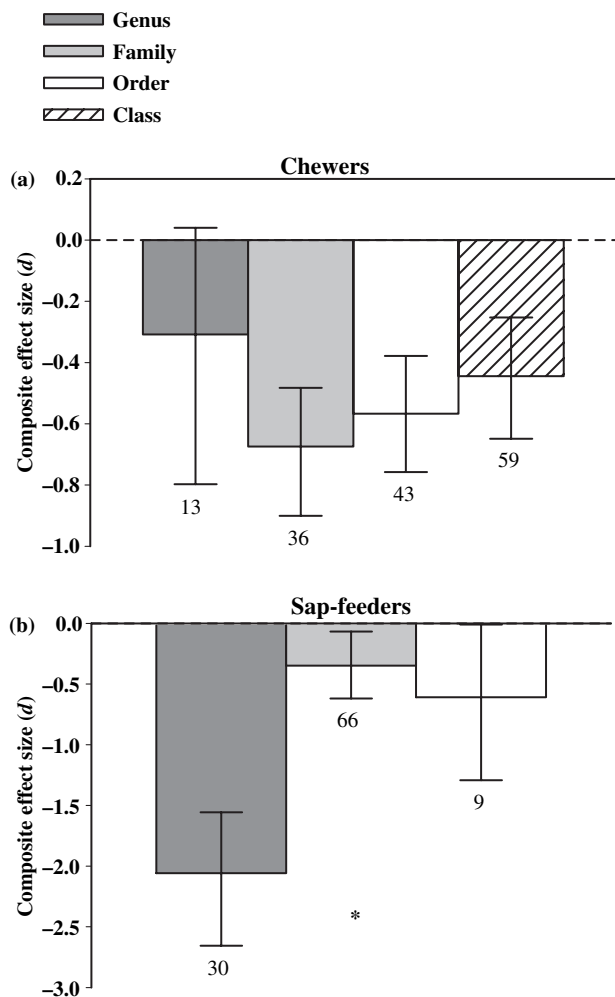 Genus
Family
Order
Class
(a)
Chewers
Composite effect size (d)
0.2
0.0
–0.2
–0.4
–0.6
–0.8
–1.0
13
36
43
59
(b)
Sap-feeders
Composite effect size (d)
0.0
–0.5
–1.0
–1.5
–2.0
–2.5
–3.0
30
66
9
*